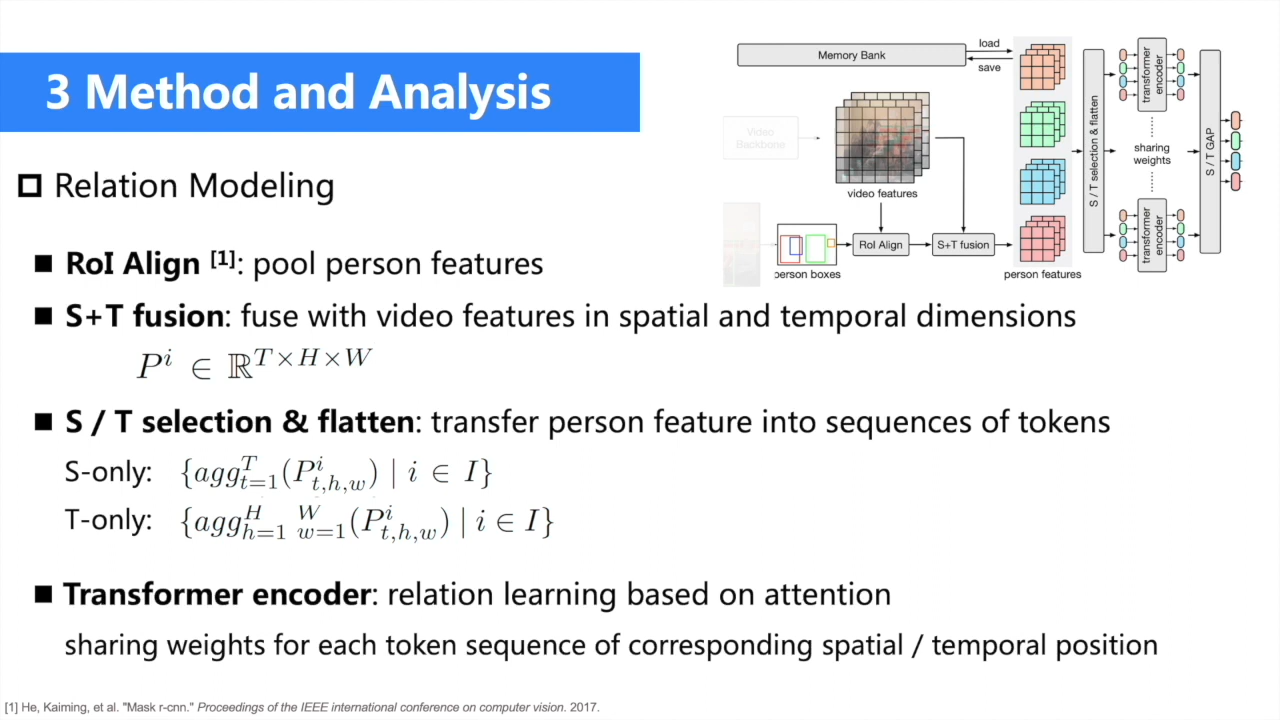 3 Method and Analysis
Relation Modeling
RoI Align [1]: pool person features
S+T fusion: fuse with video features in spatial and temporal dimensions
P^i ∈ ℝ^{T×H×W}
S / T selection & flatten: transfer person feature into sequences of tokens
S-only: {agg_{t=1}^{T}(P^i_{t,h,w}) | i ∈ I}
T-only: {agg_{h=1}^{H} _{w=1}^{W}(P^i_{t,h,w}) | i ∈ I}
Transformer encoder: relation learning based on attention
sharing weights for each token sequence of corresponding spatial / temporal position
[1] He, Kaiming, et al. "Mask r-cnn." Proceedings of the IEEE international conference on computer vision. 2017.
Memory Bank
load
save
Video
Backbone
video features
person boxes
RoI Align
S+T fusion
person features
S / T selection & flatten
transformer
encoder
sharing
weights
transformer
encoder
S / T GAP